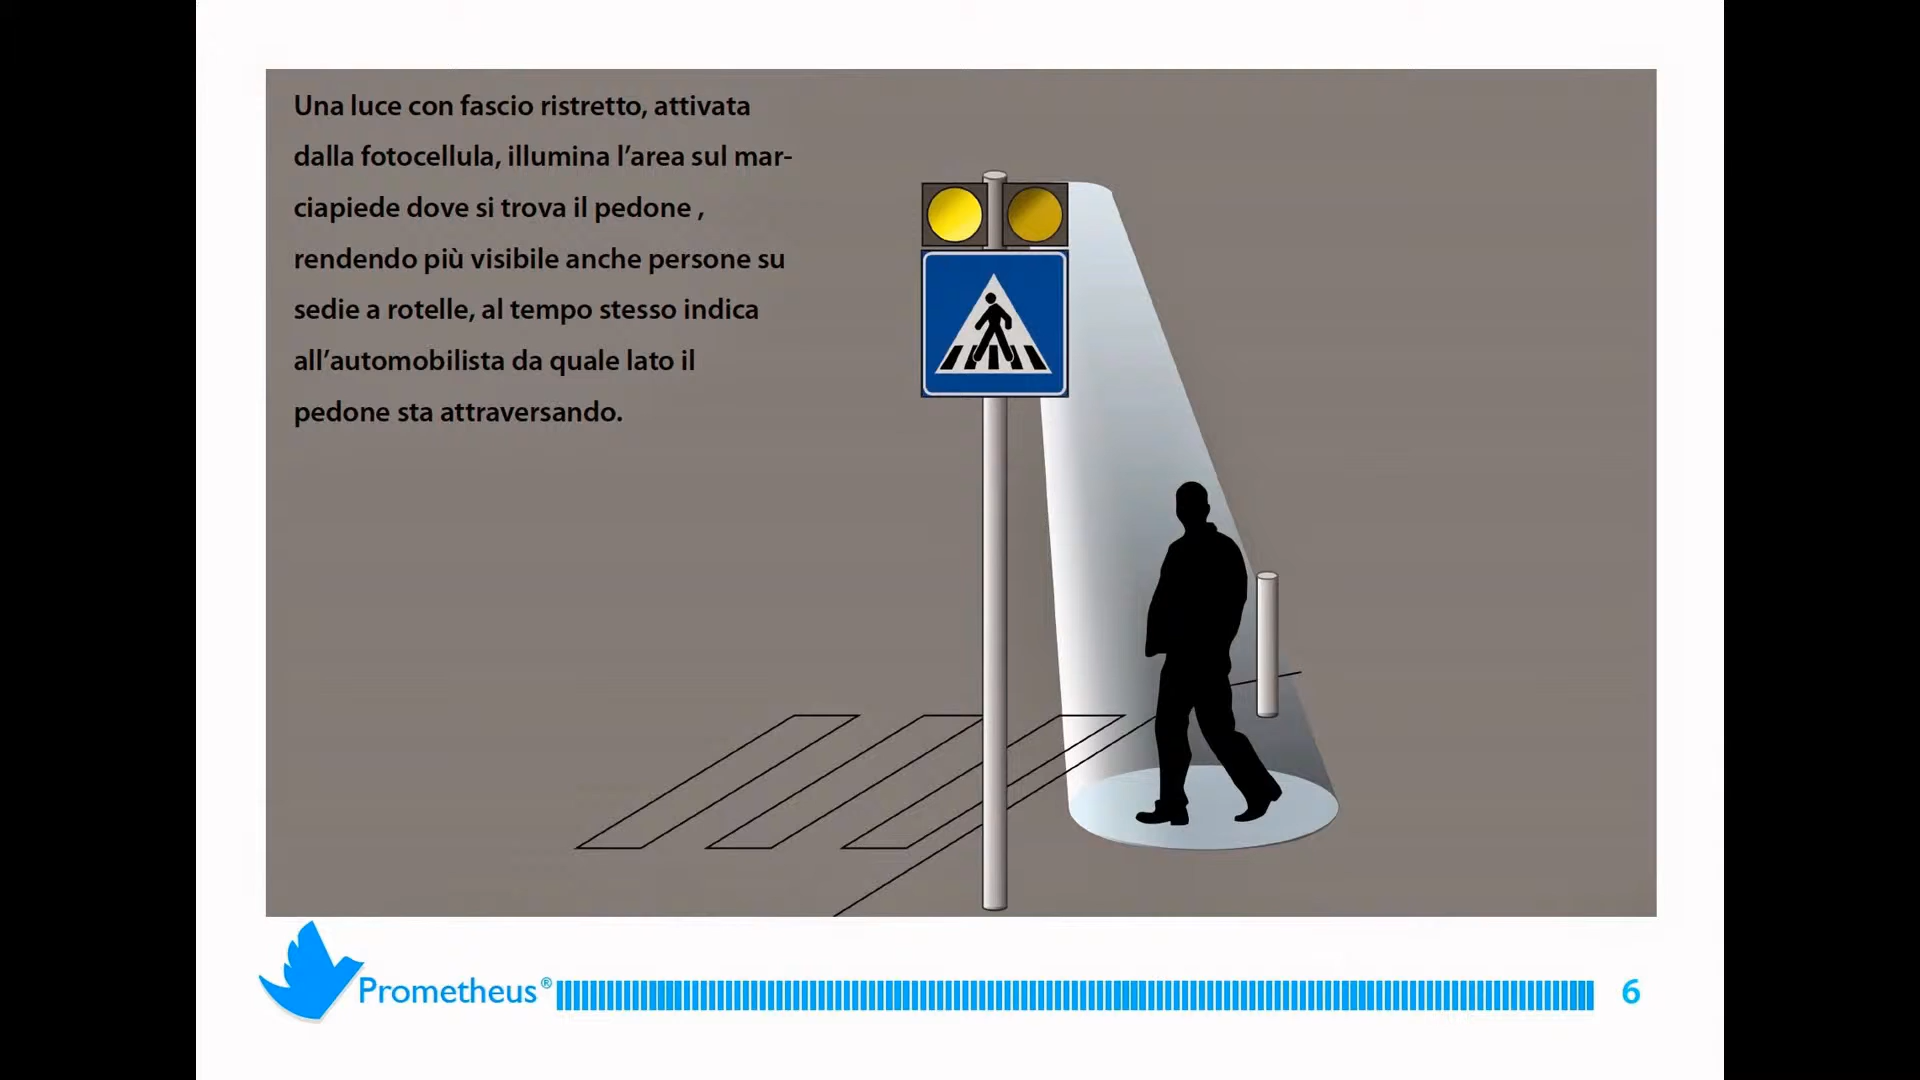 Una luce con fascio ristretto, attivata
dalla fotocellula, illumina l’area sul mar-
ciapiede dove si trova il pedone ,
rendendo più visibile anche persone su
sedie a rotelle, al tempo stesso indica
all’automobilista da quale lato il
pedone sta attraversando.
Prometheus®
6